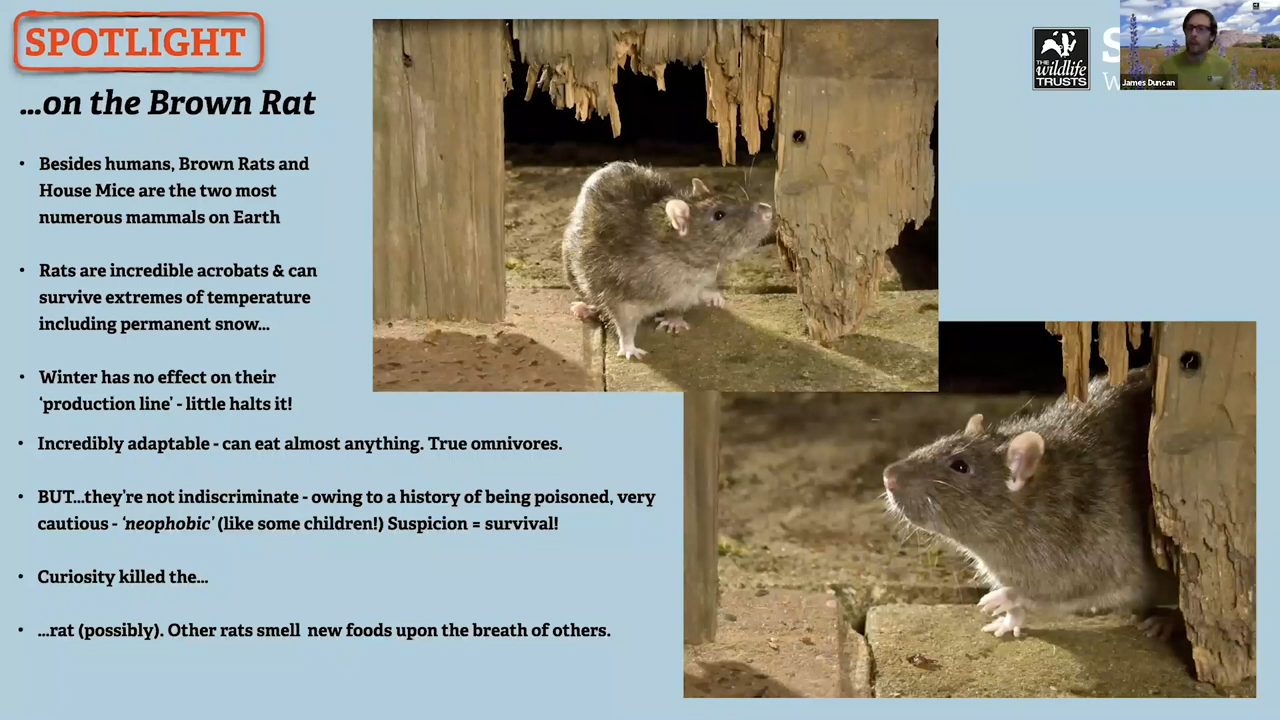 SPOTLIGHT
...on the Brown Rat
• Besides humans, Brown Rats and
House Mice are the two most
numerous mammals on Earth
• Rats are incredible acrobats & can
survive extremes of temperature
including permanent snow...
• Winter has no effect on their
‘production line’ - little halts it!
• Incredibly adaptable - can eat almost anything. True omnivores.
• BUT...they're not indiscriminate - owing to a history of being poisoned, very
cautious - ‘neophobic’ (like some children!) Suspicion = survival!
• Curiosity killed the...
• ...rat (possibly). Other rats smell new foods upon the breath of others.
THE
wildlife
TRUSTS
S
W
James Duncan